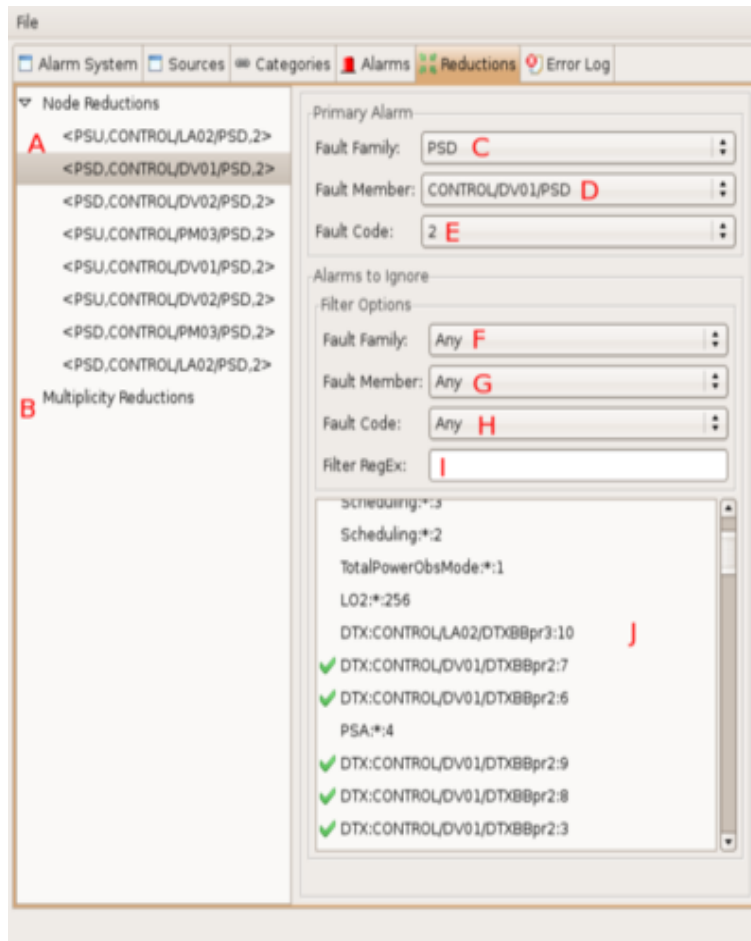 File
Alarm System Sources Categories Alarms Reductions Error Log
Node Reductions
A
<PSU,CONTROL/LA02/PSD,2>
<PSD,CONTROL/DV01/PSD,2>
<PSD,CONTROL/DV02/PSD,2>
<PSU,CONTROL/PM03/PSD,2>
<PSU,CONTROL/DV01/PSD,2>
<PSU,CONTROL/DV02/PSD,2>
<PSD,CONTROL/PM03/PSD,2>
<PSD,CONTROL/LA02/PSD,2>
B Multiplicity Reductions
Primary Alarm
Fault Family: PSD C
Fault Member: CONTROL/DV01/PSD D
Fault Code: 2 E
Alarms to Ignore
Filter Options
Fault Family: Any F
Fault Member: Any G
Fault Code: Any H
Filter RegEx: I
Scheduling:*:3
Scheduling:*:2
TotalPowerObsMode:*:1
LO2:*:256
DTX:CONTROL/LA02/DTXBBpr3:10 J
DTX:CONTROL/DV01/DTXBBpr2:7
DTX:CONTROL/DV01/DTXBBpr2:6
PSA:*:4
DTX:CONTROL/DV01/DTXBBpr2:9
DTX:CONTROL/DV01/DTXBBpr2:8
DTX:CONTROL/DV01/DTXBBpr2:3